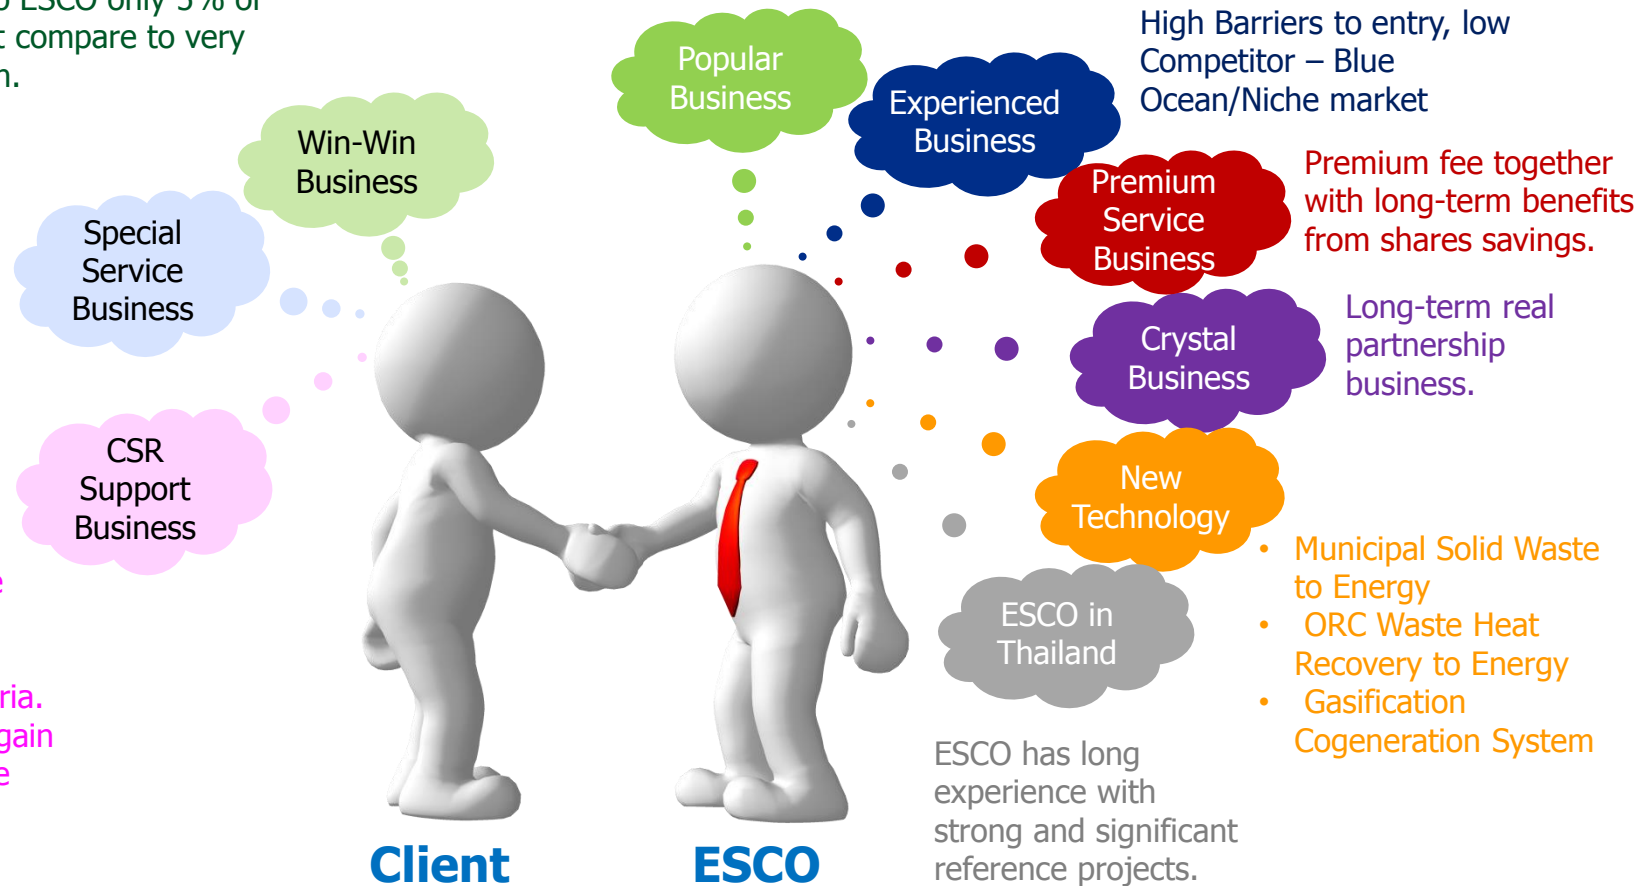 ESCO only 5% of
compare to very
Win-Win
Business
Special
Service
Business
CSR
Support
Business
ria.
gain
Popular
Business
Experienced
Business
High Barriers to entry, low
Competitor – Blue
Ocean/Niche market
Premium
Service
Business
Premium fee together
with long-term benefits
from shares savings.
Crystal
Business
Long-term real
partnership
business.
New
Technology
• Municipal Solid Waste
to Energy
• ORC Waste Heat
Recovery to Energy
• Gasification
Cogeneration System
ESCO in
Thailand
ESCO has long
experience with
strong and significant
reference projects.
Client
ESCO